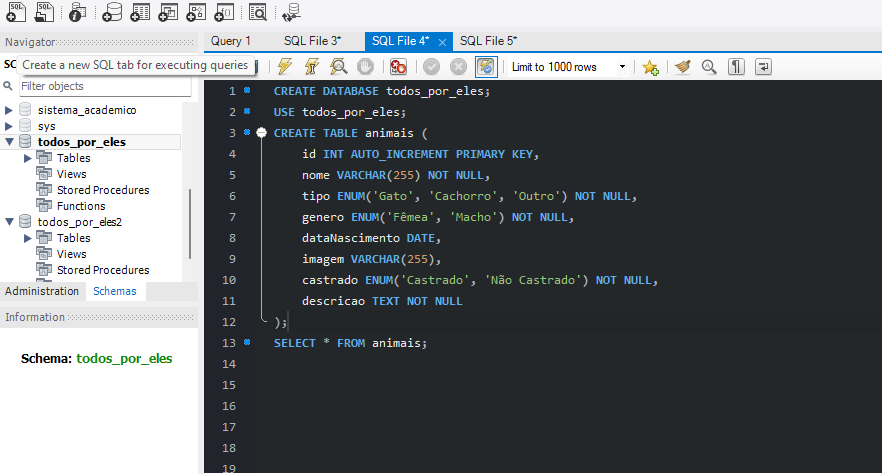 SQL
SQL
Navigator
Query 1
SQL File 3*
SQL File 4*
SQL File 5*
Create a new SQL tab for executing queries
Limit to 1000 rows
Filter objects
sistema_academico
sys
todos_por_eles
Tables
Views
Stored Procedures
Functions
todos_por_eles2
Tables
Views
Stored Procedures
Administration
Schemas
Information
Schema: todos_por_eles
1 CREATE DATABASE todos_por_eles;
2 USE todos_por_eles;
3 CREATE TABLE animais (
4 id INT AUTO_INCREMENT PRIMARY KEY,
5 nome VARCHAR(255) NOT NULL,
6 tipo ENUM('Gato', 'Cachorro', 'Outro') NOT NULL,
7 genero ENUM('Fêmea', 'Macho') NOT NULL,
8 dataNascimento DATE,
9 imagem VARCHAR(255),
10 castrado ENUM('Castrado', 'Não Castrado') NOT NULL,
11 descricao TEXT NOT NULL
12 );
13 SELECT * FROM animais;
14
15
16
17
18
19